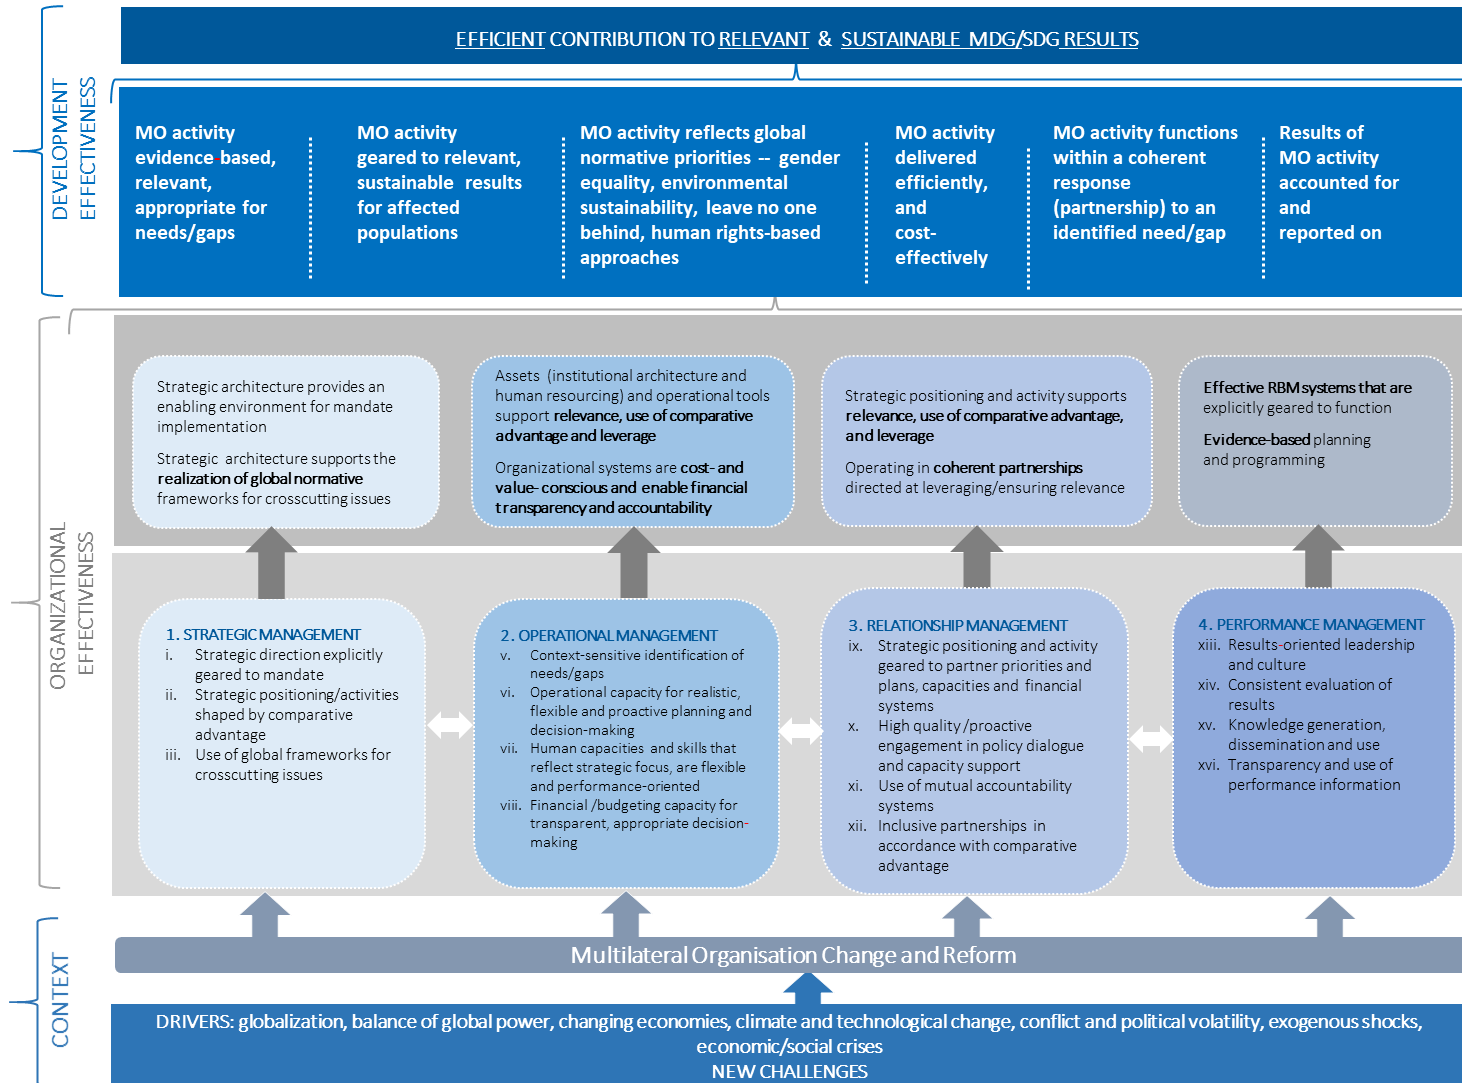 EFFICIENT CONTRIBUTION TO RELEVANT & SUSTAINABLE MDG/SDG RESULTS
DEVELOPMENT
EFFECTIVENESS
MO activity
evidence-based,
relevant,
appropriate for
needs/gaps
MO activity
geared to relevant,
sustainable results
for affected
populations
MO activity reflects global
normative priorities -- gender
equality, environmental
sustainability, leave no one
behind, human rights-based
approaches
MO activity
delivered
efficiently,
and
cost-
effectively
MO activity functions
within a coherent
response
(partnership) to an
identified need/gap
Results of
MO activity
accounted for
and
reported on
ORGANIZATIONAL
EFFECTIVENESS
Strategic architecture provides an
enabling environment for mandate
implementation
Strategic architecture supports the
realization of global normative
frameworks for crosscutting issues
Assets (institutional architecture and
human resourcing) and operational tools
support relevance, use of comparative
advantage and leverage
Organizational systems are cost- and
value- conscious and enable financial
transparency and accountability
Strategic positioning and activity supports
relevance, use of comparative advantage,
and leverage
Operating in coherent partnerships
directed at leveraging/ensuring relevance
Effective RBM systems that are
explicitly geared to function
Evidence-based planning
and programming
1. STRATEGIC MANAGEMENT
i. Strategic direction explicitly
geared to mandate
ii. Strategic positioning/activities
shaped by comparative
advantage
iii. Use of global frameworks for
crosscutting issues
2. OPERATIONAL MANAGEMENT
v. Context-sensitive identification of
needs/gaps
vi. Operational capacity for realistic,
flexible and proactive planning and
decision-making
vii. Human capacities and skills that
reflect strategic focus, are flexible
and performance-oriented
viii. Financial /budgeting capacity for
transparent, appropriate decision-
making
3. RELATIONSHIP MANAGEMENT
ix. Strategic positioning and activity
geared to partner priorities and
plans, capacities and financial
systems
x. High quality /proactive
engagement in policy dialogue
and capacity support
xi. Use of mutual accountability
systems
xii. Inclusive partnerships in
accordance with comparative
advantage
4. PERFORMANCE MANAGEMENT
xiii. Results-oriented leadership
and culture
xiv. Consistent evaluation of
results
xv. Knowledge generation,
dissemination and use
xvi. Transparency and use of
performance information
CONTEXT
Multilateral Organisation Change and Reform
DRIVERS: globalization, balance of global power, changing economies, climate and technological change, conflict and political volatility, exogenous shocks,
economic/social crises
NEW CHALLENGES